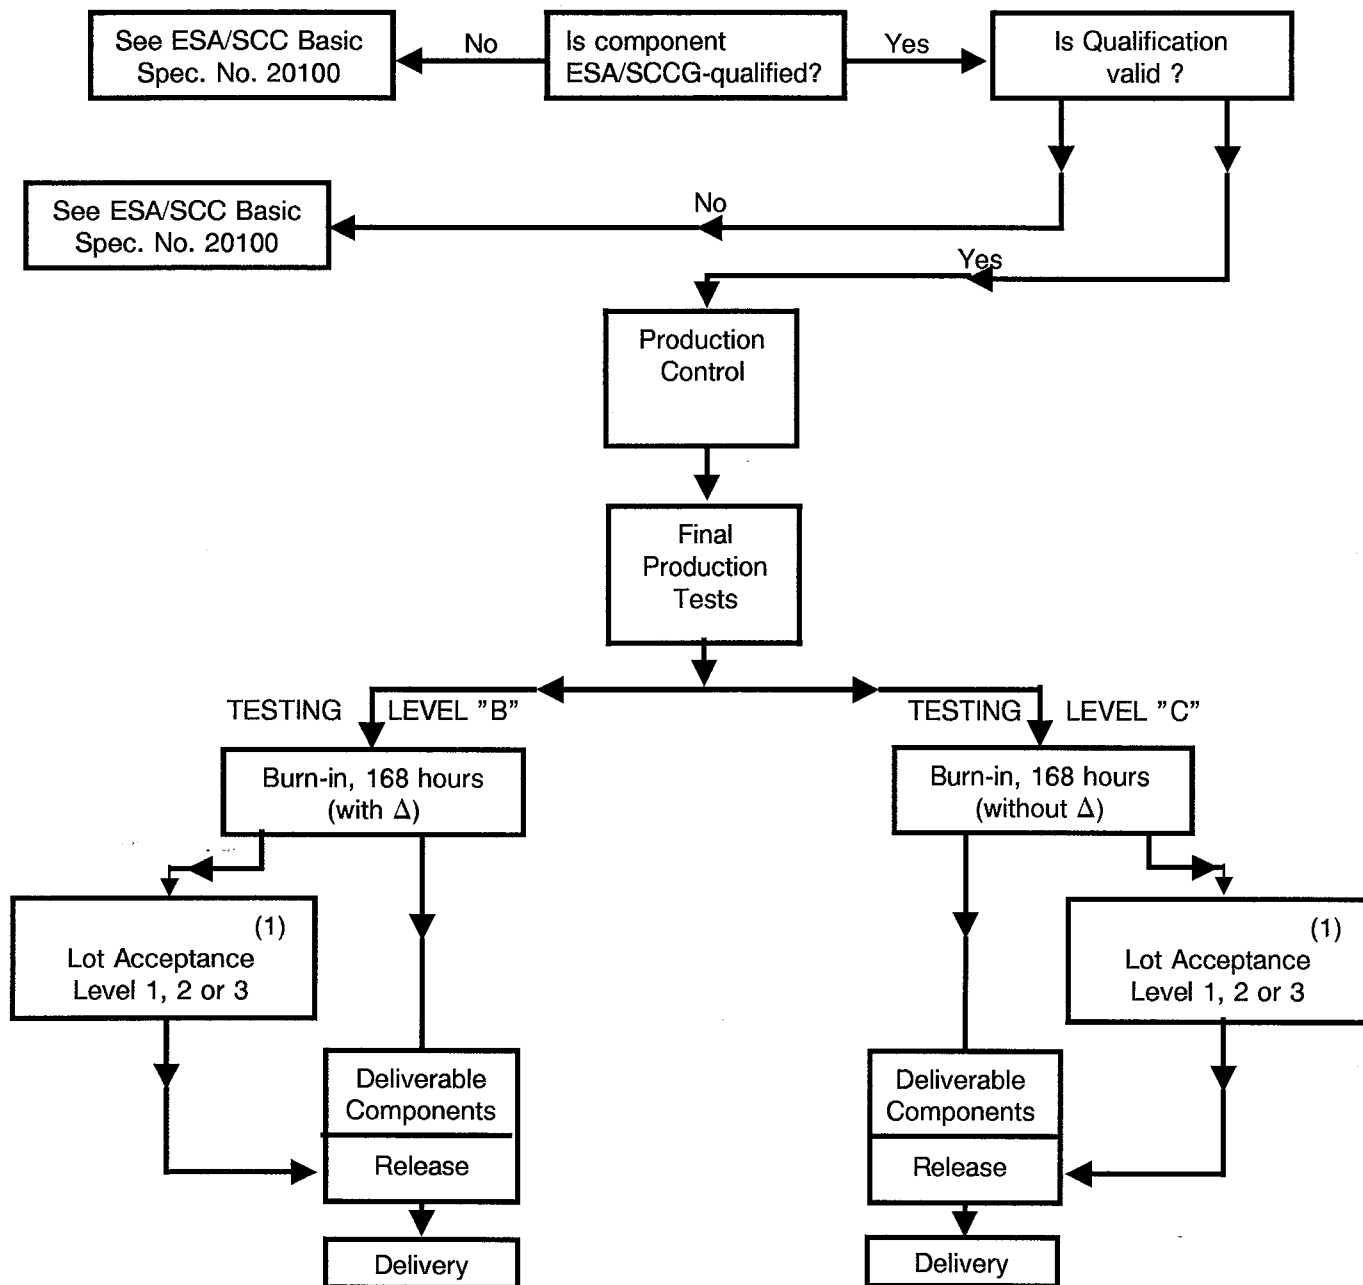 See ESA/SCC Basic
Spec. No. 20100
No
Is component
ESA/SCCG-qualified?
Yes
Is Qualification
valid ?
See ESA/SCC Basic
Spec. No. 20100
No
Yes
Production
Control
Final
Production
Tests
TESTING LEVEL "B"
TESTING LEVEL "C"
Burn-in, 168 hours
(with Δ)
Burn-in, 168 hours
(without Δ)
(1)
Lot Acceptance
Level 1, 2 or 3
(1)
Lot Acceptance
Level 1, 2 or 3
Deliverable
Components
Release
Deliverable
Components
Release
Delivery
Delivery